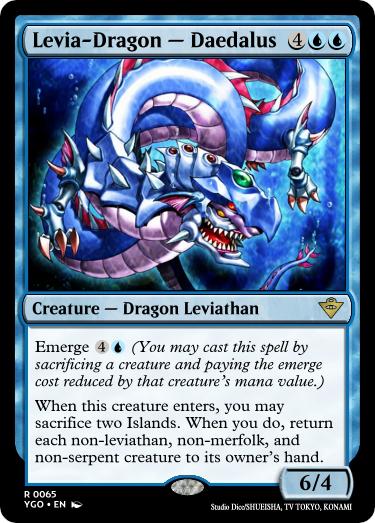 Levia-Dragon — Daedalus 4
Creature — Dragon Leviathan
Emerge 4 (You may cast this spell by
sacrificing a creature and paying the emerge
cost reduced by that creature's mana value.)
When this creature enters, you may
sacrifice two Islands. When you do, return
each non-leviathan, non-merfolk, and
non-serpent creature to its owner's hand.
6/4
R 0065
YGO • EN
Studio Dice/SHUEISHA, TV TOKYO, KONAMI